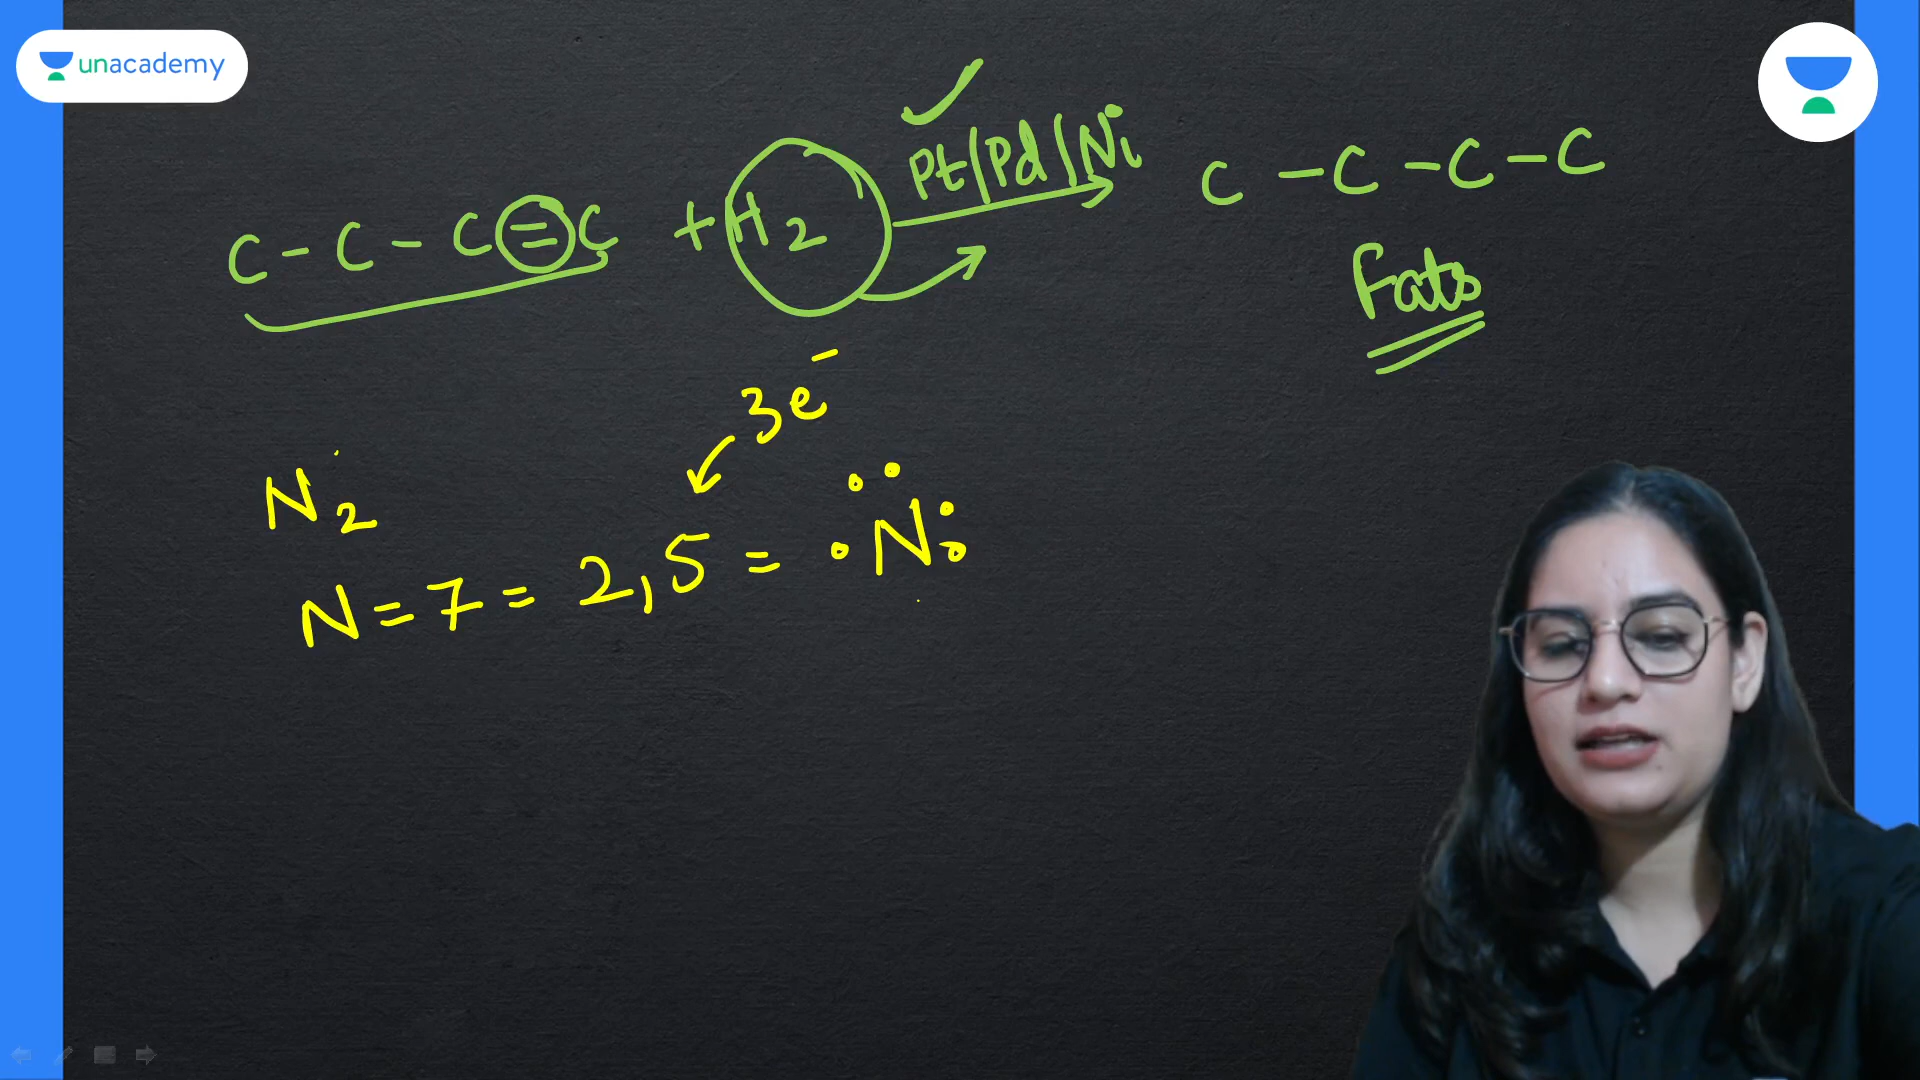 unacademy
C - C - C = C + H2 Pt/Pd/Ni C - C - C - C
Fats
3e-
N2
N = 7 = 2,5 = N